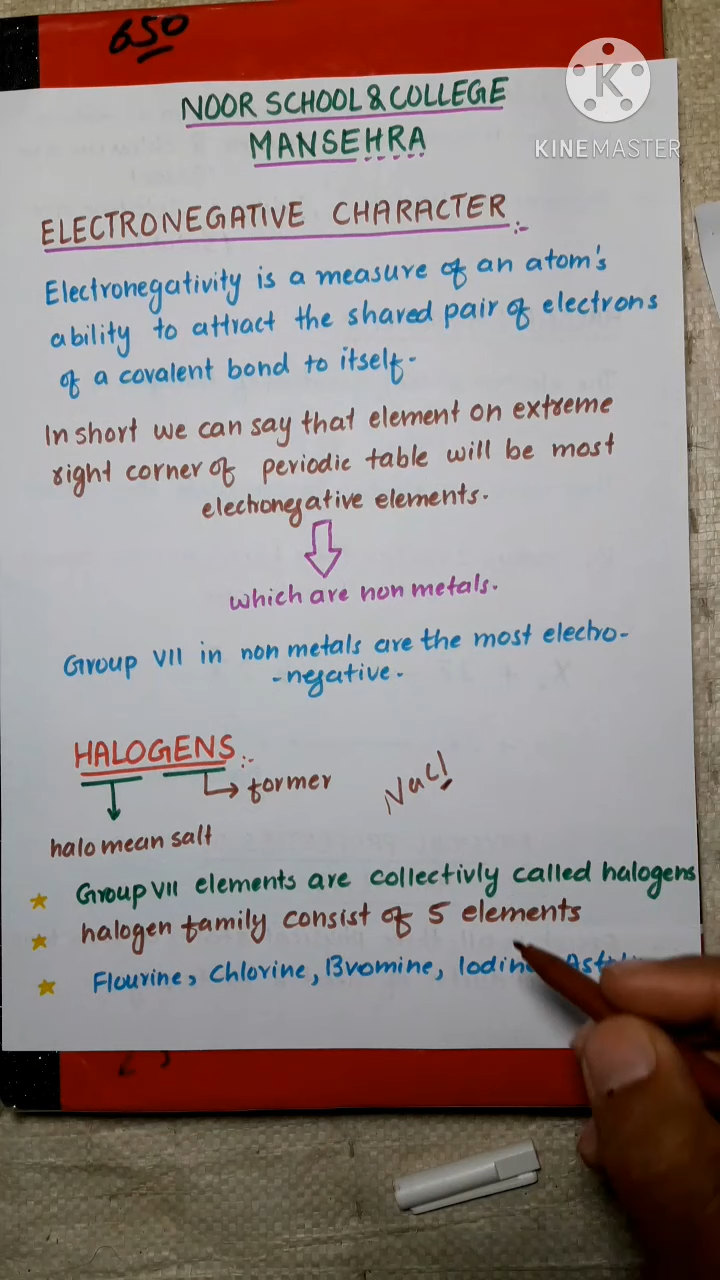 650
K
KINEMASTER
NOOR SCHOOL & COLLEGE
MANSEHRA
ELECTRONEGATIVE CHARACTER:-
Electronegativity is a measure of an atom's
ability to attract the shared pair of electrons
of a covalent bond to itself.
In short we can say that element on extreme
right corner of periodic table will be most
elechonegative elements.
which are non metals.
Group VII in non metals are the most electro-
-negative.
HALOGENS:-
former
NaCl
halo mean salt
Group VII elements are collectivly called halogens
halogen family consist of 5 elements
Flourine, Chlorine, Bromine,